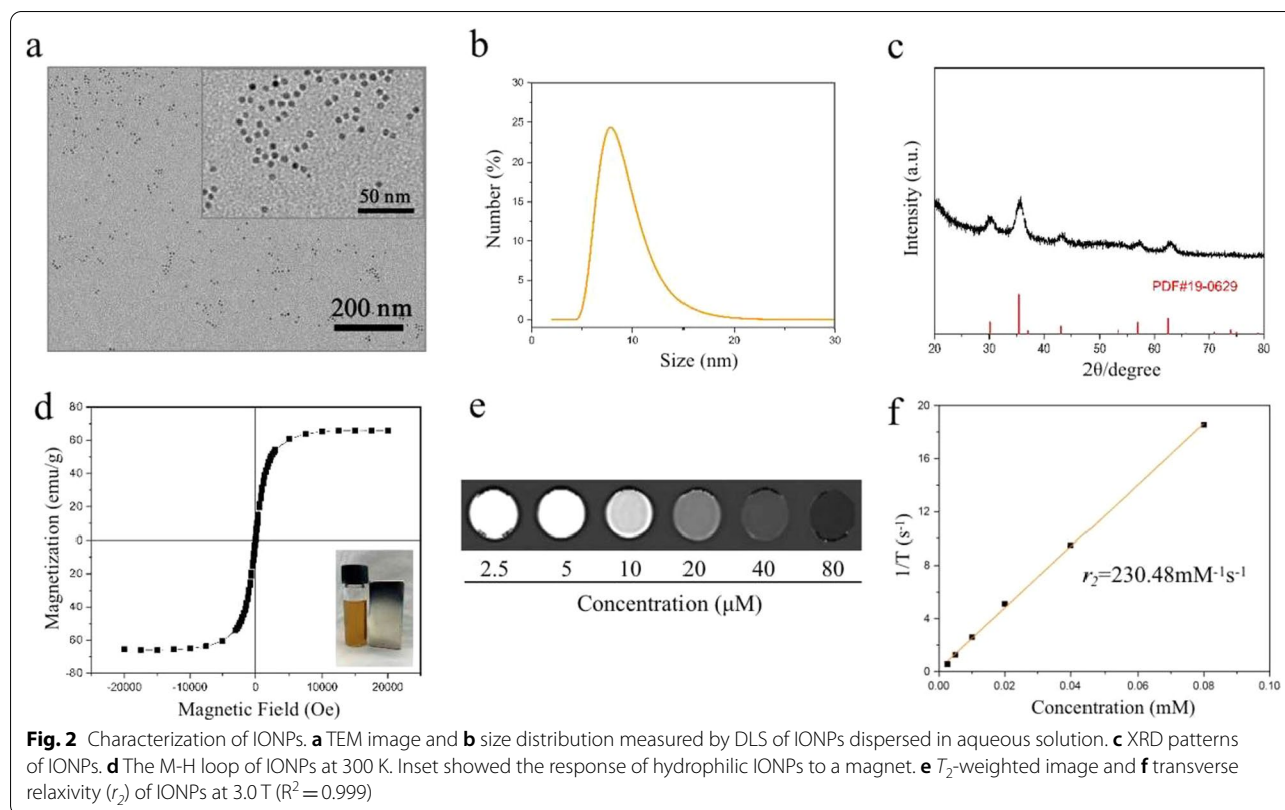 a
50 nm
200 nm
b
30
25
20
15
10
5
0
Number (%)
0 10 20 30
Size (nm)
c
Intensity (a.u.)
PDF#19-0629
20 30 40 50 60 70 80
2θ/degree
d
80
60
40
20
0
-20
-40
-60
-80
Magnetization (emu/g)
-20000 -10000 0 10000 20000
Magnetic Field (Oe)
e
2.5 5 10 20 40 80
Concentration (μM)
f
20
16
12
8
4
0
1/T (s⁻¹)
r₂=230.48mM⁻¹s⁻¹
0.00 0.02 0.04 0.06 0.08 0.10
Concentration (mM)
Fig. 2 Characterization of IONPs. a TEM image and b size distribution measured by DLS of IONPs dispersed in aqueous solution. c XRD patterns
of IONPs. d The M-H loop of IONPs at 300 K. Inset showed the response of hydrophilic IONPs to a magnet. e T₂-weighted image and f transverse
relaxivity (r₂) of IONPs at 3.0 T (R² = 0.999)